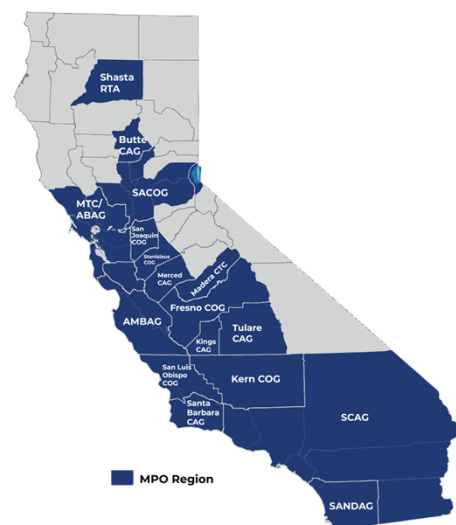 Shasta
RTA
Butte
CAG
SACOG
MTC/
ABAG
San
Joaquin
COG
Stanislaus
COG
Merced
CAG
Madera CTC
Fresno COG
AMBAG
Tulare
CAG
Kings
CAG
San Luis
Obispo
COG
Kern COG
Santa
Barbara
CAG
SCAG
SANDAG
MPO Region